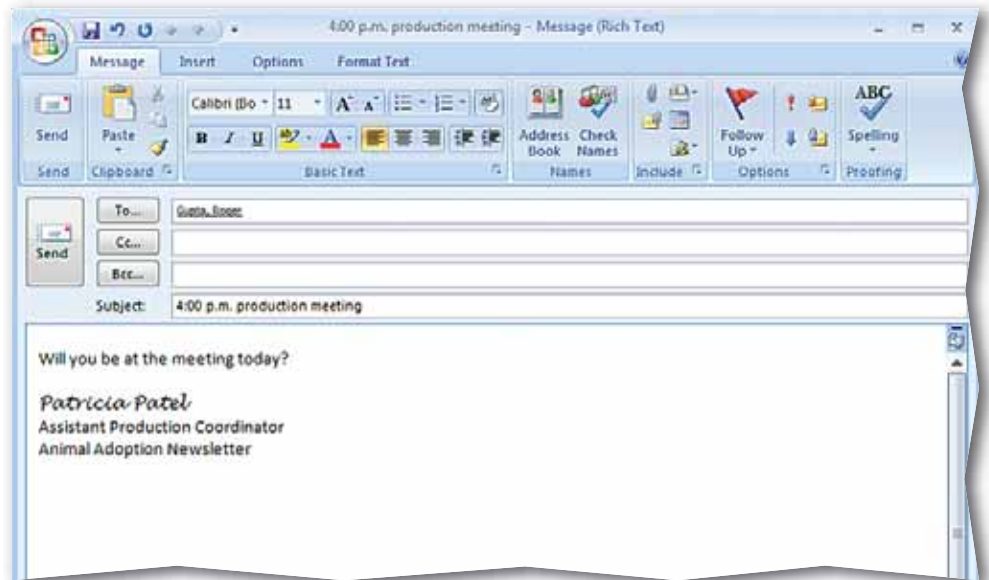 4:00 p.m. production meeting – Message (Rich Text)
Message Insert Options Format Text
Calibri (Bo 11 A A
Send Paste B I U A Address Book Check Names Follow Up ABC Spelling
Send Clipboard Basic Text Names Include Options Proofing
To... Gupta, Roger
Send
Cc...
Bcc...
Subject: 4:00 p.m. production meeting
Will you be at the meeting today?
Patricia Patel
Assistant Production Coordinator
Animal Adoption Newsletter